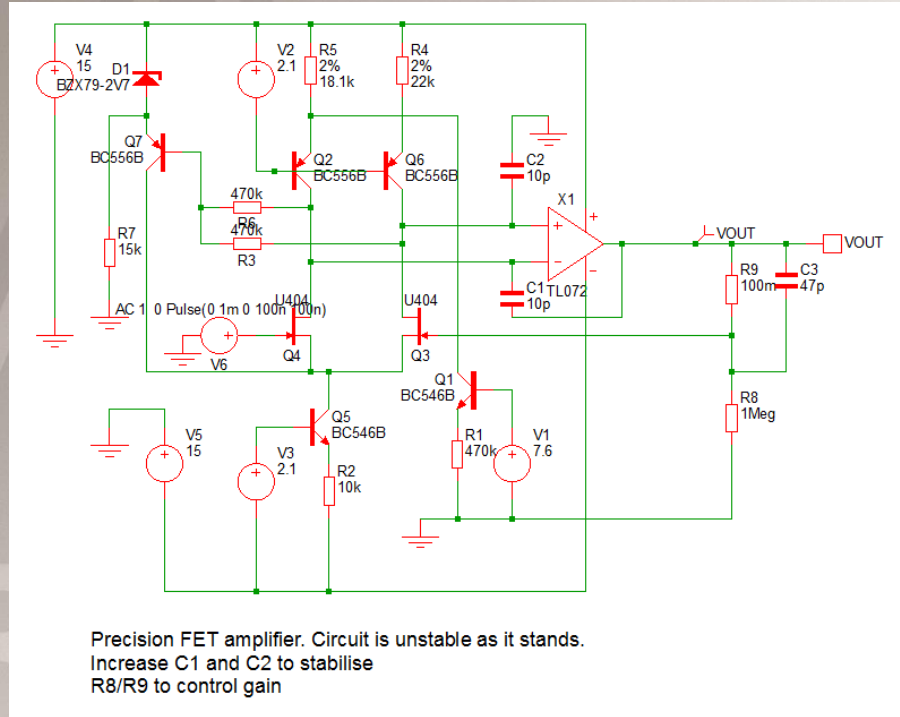 V4
15
D1
BZX79-2V7
V2
2.1
R5
2%
18.1k
R4
2%
22k
Q7
BC556B
Q2
BC556B
Q6
BC556B
C2
10p
X1
+
-
+
-
TL072
470k
R6
470k
R3
R7
15k
C1
10p
VOUT
VOUT
R9
100m
C3
47p
AC 1 0 Pulse(0 1m 0 100n 100n)
V6
U404
Q4
U404
Q3
Q1
BC546B
R8
1Meg
V5
15
Q5
BC546B
V3
2.1
R2
10k
R1
470k
V1
7.6
Precision FET amplifier. Circuit is unstable as it stands.
Increase C1 and C2 to stabilise
R8/R9 to control gain